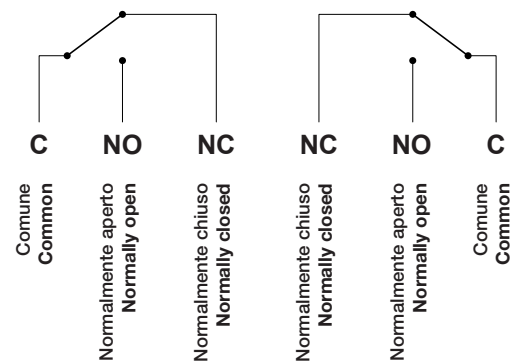 C NO NC NC NO C
Comune
Common
Normalmente aperto
Normally open
Normalmente chiuso
Normally closed
Normalmente chiuso
Normally closed
Normalmente aperto
Normally open
Comune
Common